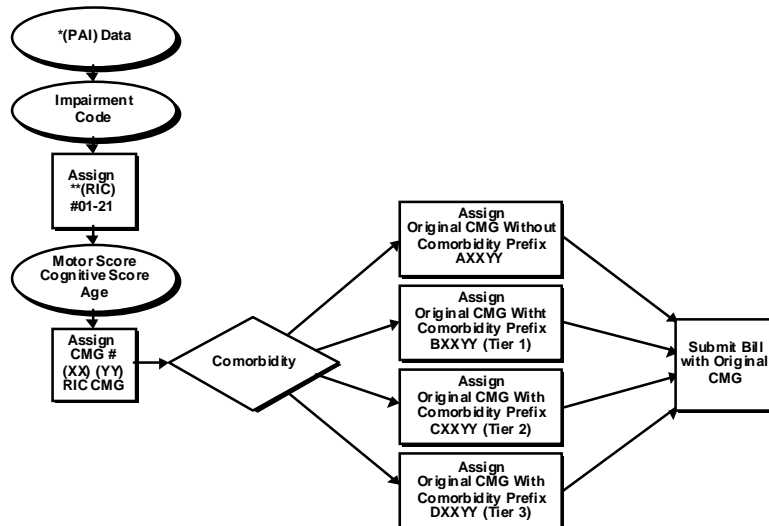 *(PAI) Data
Impairment
Code
Assign
**(RIC)
#01-21
Motor Score
Cognitive Score
Age
Assign
CMG #
(XX) (YY)
RIC CMG
Comorbidity
Assign
Original CMG Without
Comorbidity Prefix
AXXYY
Assign
Original CMG Witht
Comorbidity Prefix
BXXYY (Tier 1)
Assign
Original CMG With
Comorbidity Prefix
CXXYY (Tier 2)
Assign
Original CMG With
Comorbidity Prefix
DXXYY (Tier 3)
Submit Bill
with Original
CMG